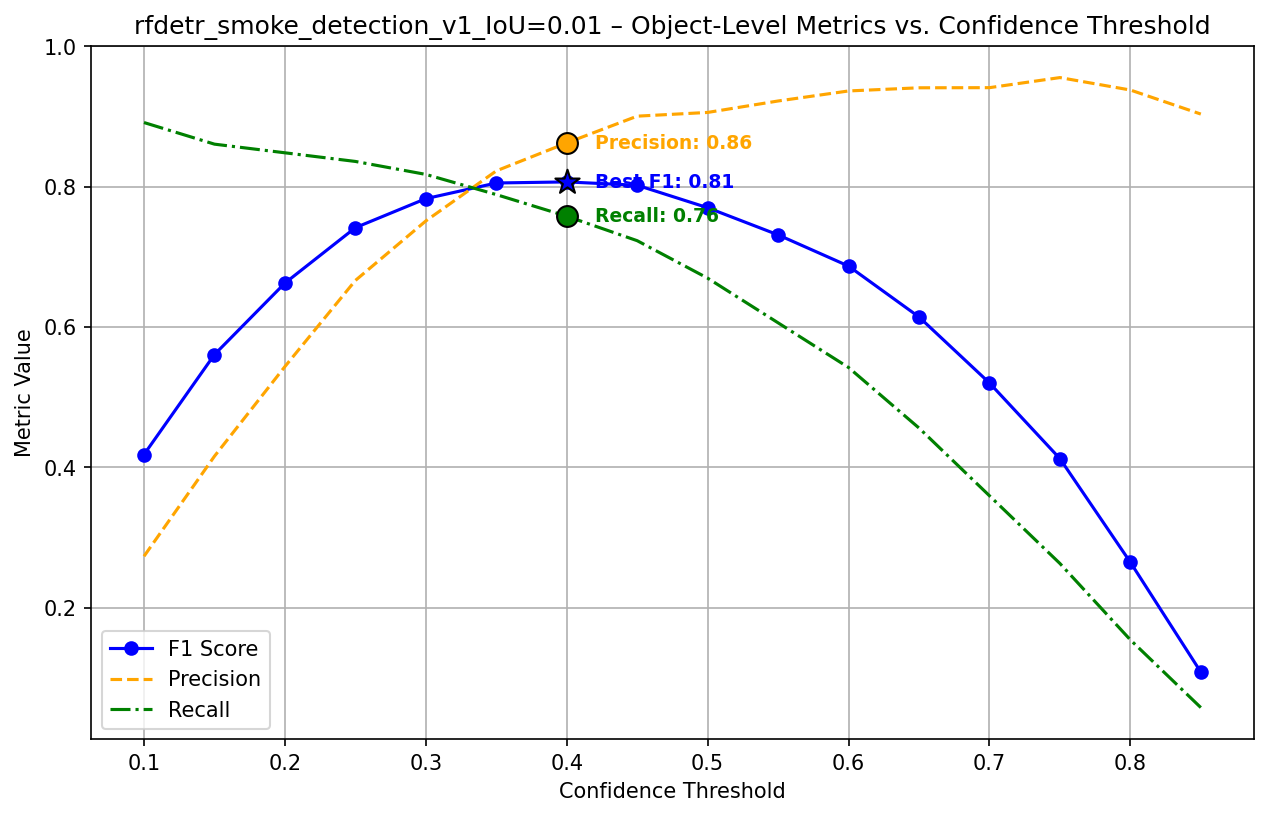 rfdetr_smoke_detection_v1_IoU=0.01 – Object-Level Metrics vs. Confidence Threshold
Metric Value
1.0
0.8
0.6
0.4
0.2
Precision: 0.86
Best F1: 0.81
Recall: 0.76
F1 Score
Precision
Recall
0.1 0.2 0.3 0.4 0.5 0.6 0.7 0.8
Confidence Threshold